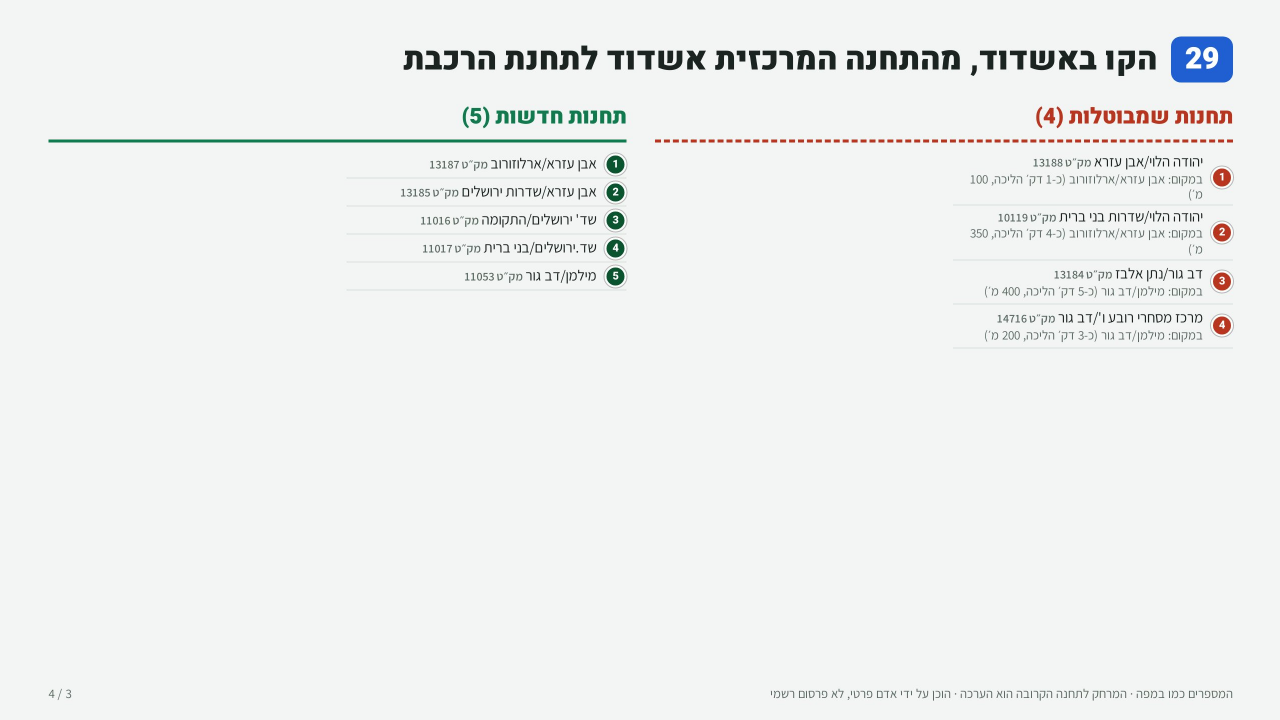 29 הקו באשדוד, מהתחנה המרכזית אשדוד לתחנת הרכבת
תחנות שמבוטלות (4)
1 יהודה הלוי/אבן עזרא מק״ט 13188
במקום: אבן עזרא/ארלוזורוב (כ-1 דק׳ הליכה, 100
מ׳)
2 יהודה הלוי/שדרות בני ברית מק״ט 10119
במקום: אבן עזרא/ארלוזורוב (כ-4 דק׳ הליכה, 350
מ׳)
3 דב גור/נתן אלבז מק״ט 13184
במקום: מילמן/דב גור (כ-5 דק׳ הליכה, 400 מ׳)
4 מרכז מסחרי רובע ו'/דב גור מק״ט 14716
במקום: מילמן/דב גור (כ-3 דק׳ הליכה, 200 מ׳)
תחנות חדשות (5)
1 אבן עזרא/ארלוזורוב מק״ט 13187
2 אבן עזרא/שדרות ירושלים מק״ט 13185
3 שד' ירושלים/התקומה מק״ט 11016
4 שד.ירושלים/בני ברית מק״ט 11017
5 מילמן/דב גור מק״ט 11053
המספרים כמו במפה · המרחק לתחנה הקרובה הוא הערכה · הוכן על ידי אדם פרטי, לא פרסום רשמי
3 / 4